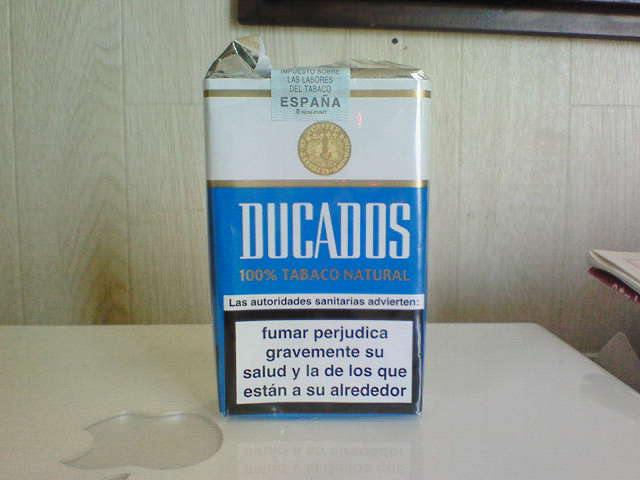 IMPUESTO SOBRE
LAS LABORES
DEL TABACO
ESPAÑA
DUCADOS
100% TABACO NATURAL
Las autoridades sanitarias advierten:
fumar perjudica
gravemente su
salud y la de los que
están a su alrededor